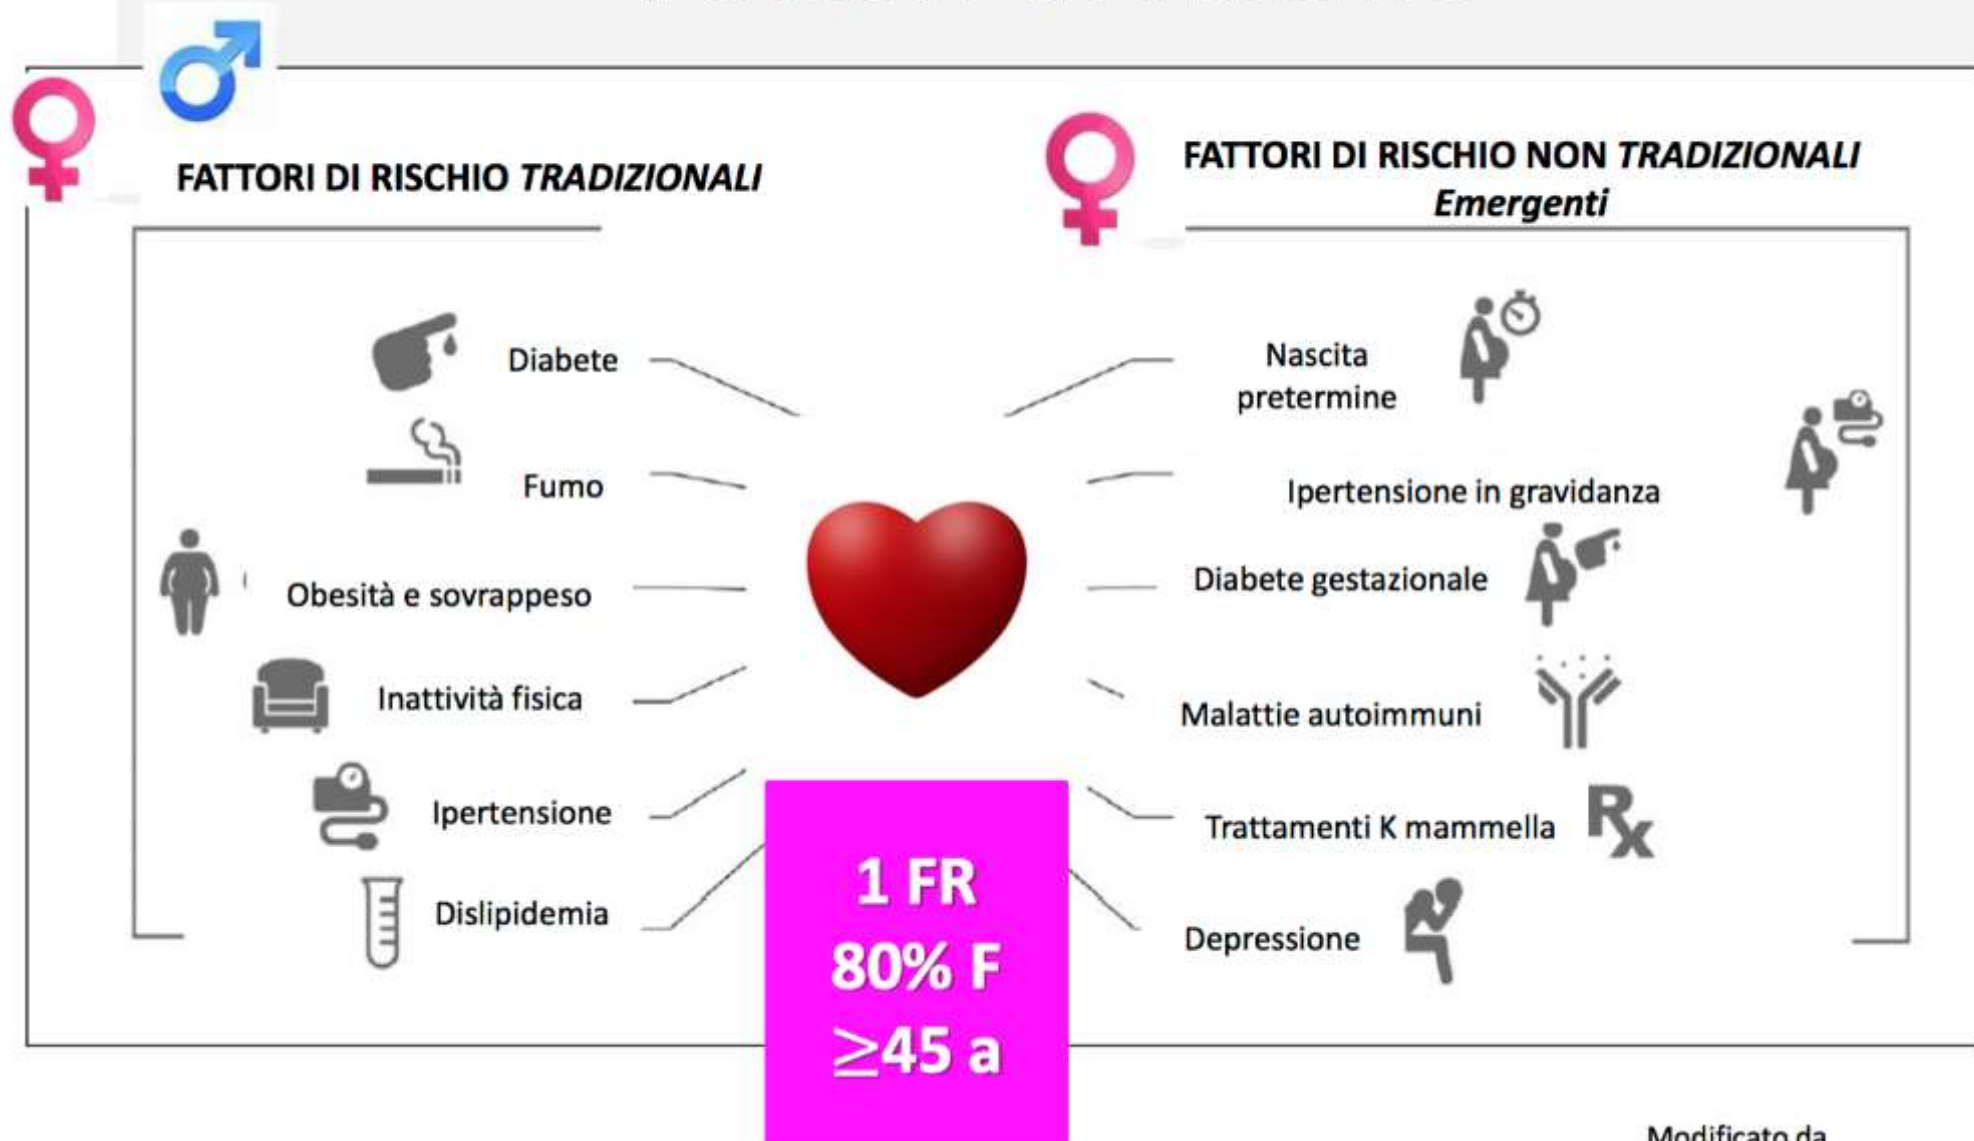 FATTORI DI RISCHIO TRADIZIONALI
Diabete
Fumo
Obesità e sovrappeso
Inattività fisica
Ipertensione
Dislipidemia
FATTORI DI RISCHIO NON TRADIZIONALI
Emergenti
Nascita
pretermine
Ipertensione in gravidanza
Diabete gestazionale
Malattie autoimmuni
Trattamenti K mammella
Rx
Depressione
1 FR
80% F
≥45 a
Modificato da